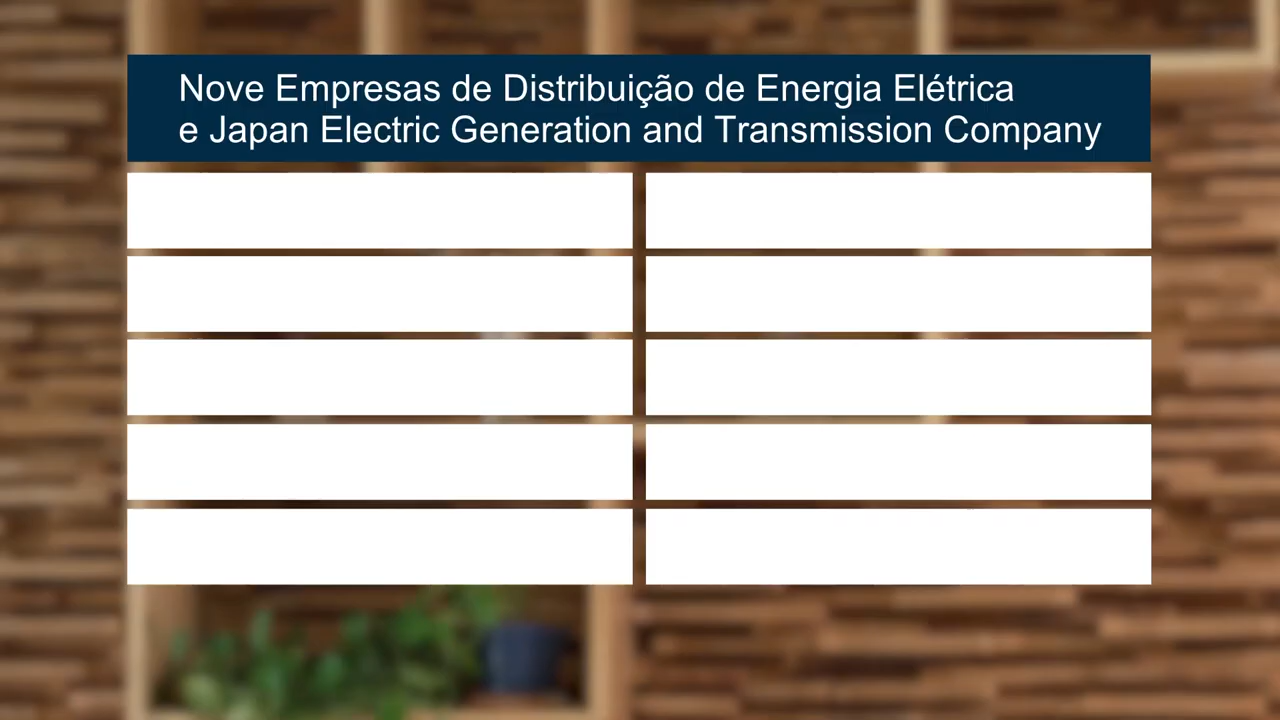 Nove Empresas de Distribuição de Energia Elétrica
e Japan Electric Generation and Transmission Company